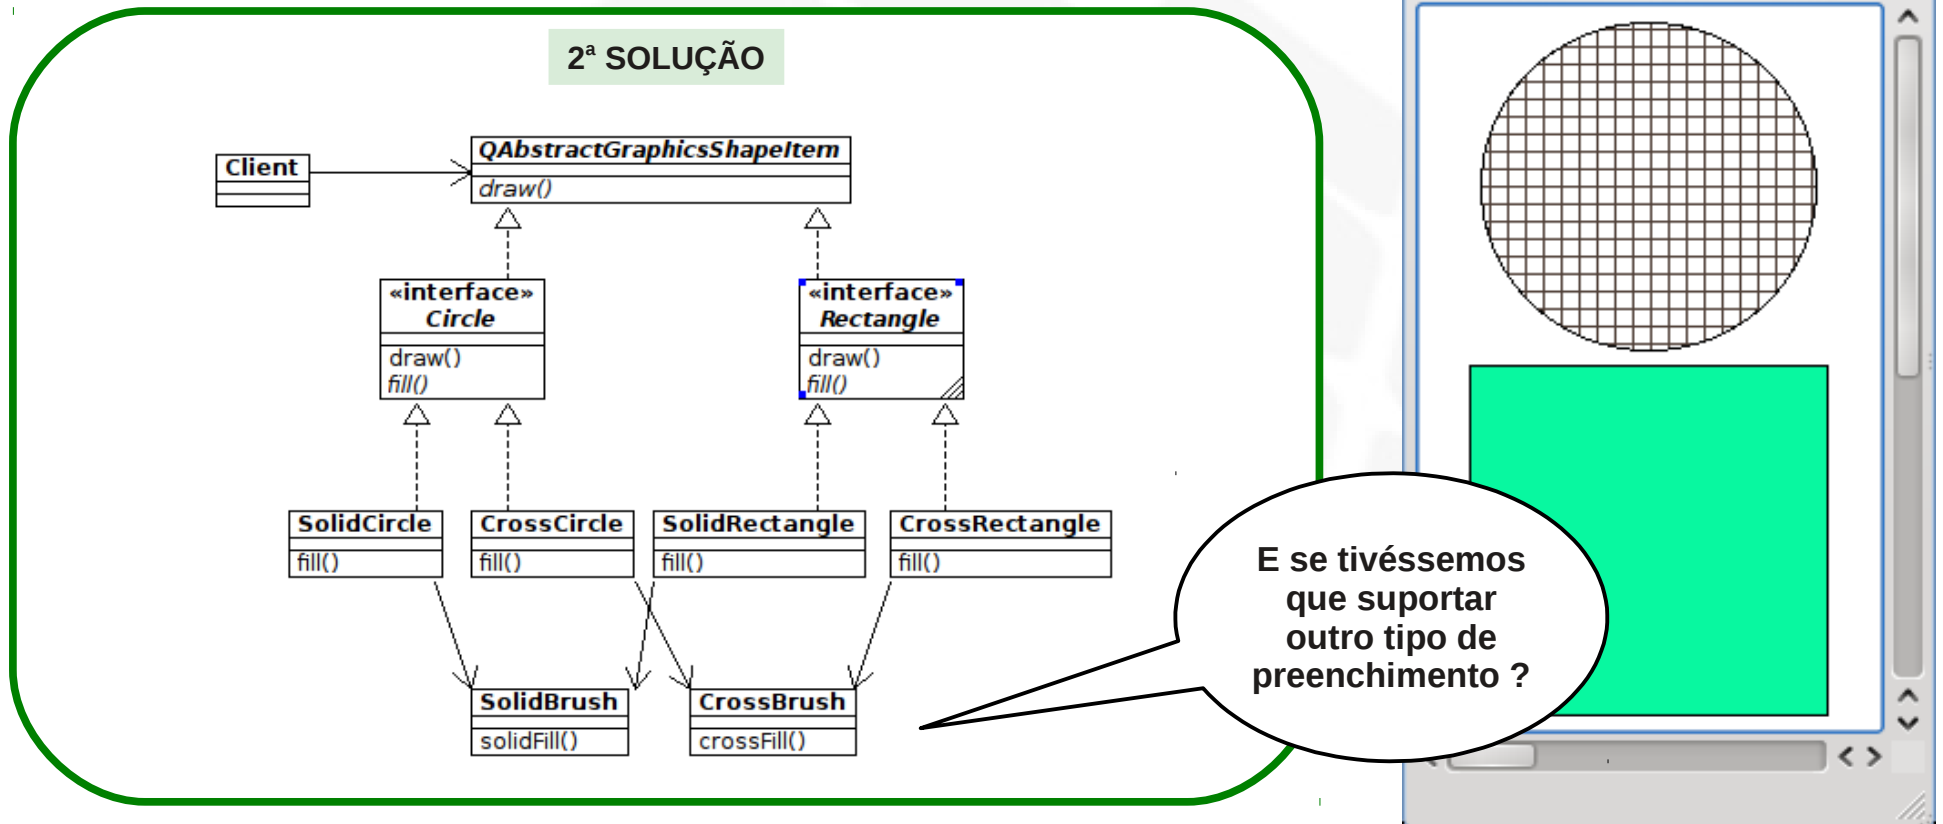 2ª SOLUÇÃO
Client
QAbstractGraphicsShapeItem
draw()
«interface»
Circle
draw()
fill()
«interface»
Rectangle
draw()
fill()
SolidCircle
fill()
CrossCircle
fill()
SolidRectangle
fill()
CrossRectangle
fill()
SolidBrush
solidFill()
CrossBrush
crossFill()
E se tivéssemos
que suportar
outro tipo de
preenchimento ?